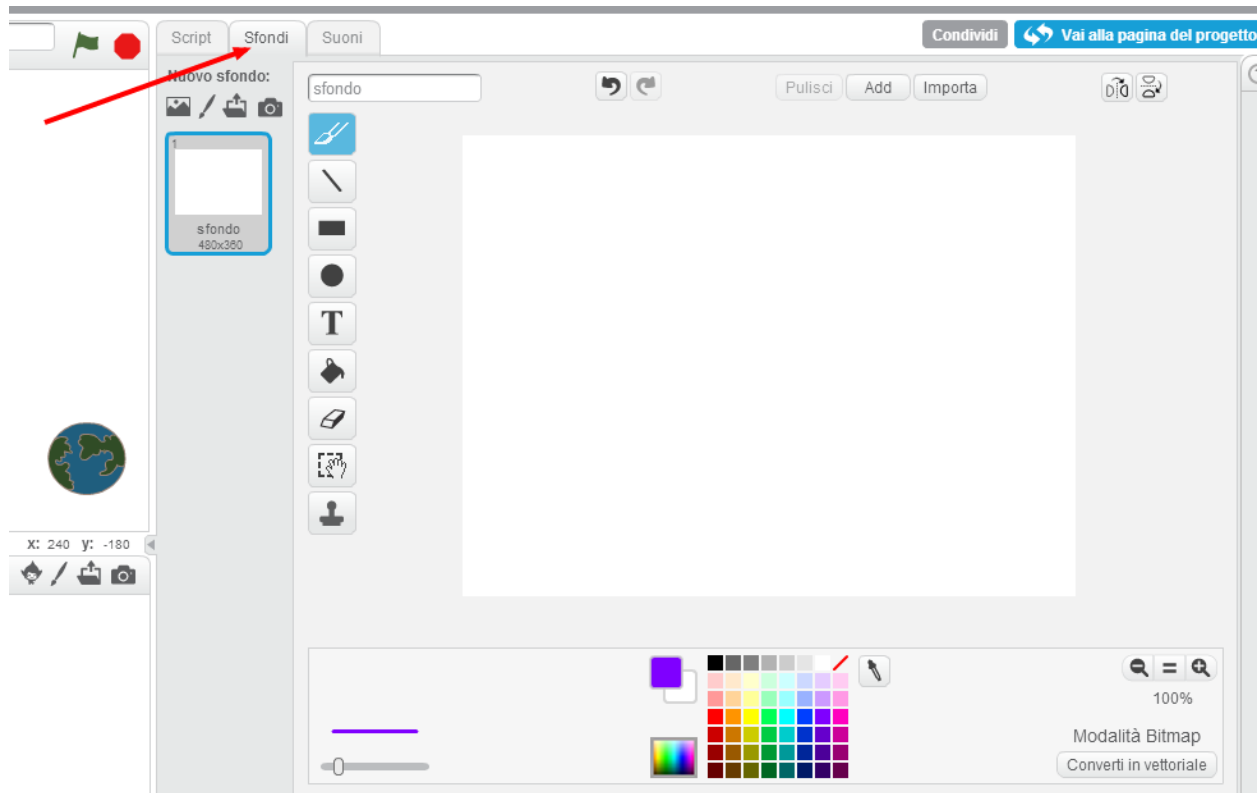 Script Sfondi Suoni Condividi Vai alla pagina del progetto
Nuovo sfondo:
sfondo Pulisci Add Importa
1
sfondo
480x360
T
x: 240 y: -180
100%
Modalità Bitmap
Converti in vettoriale